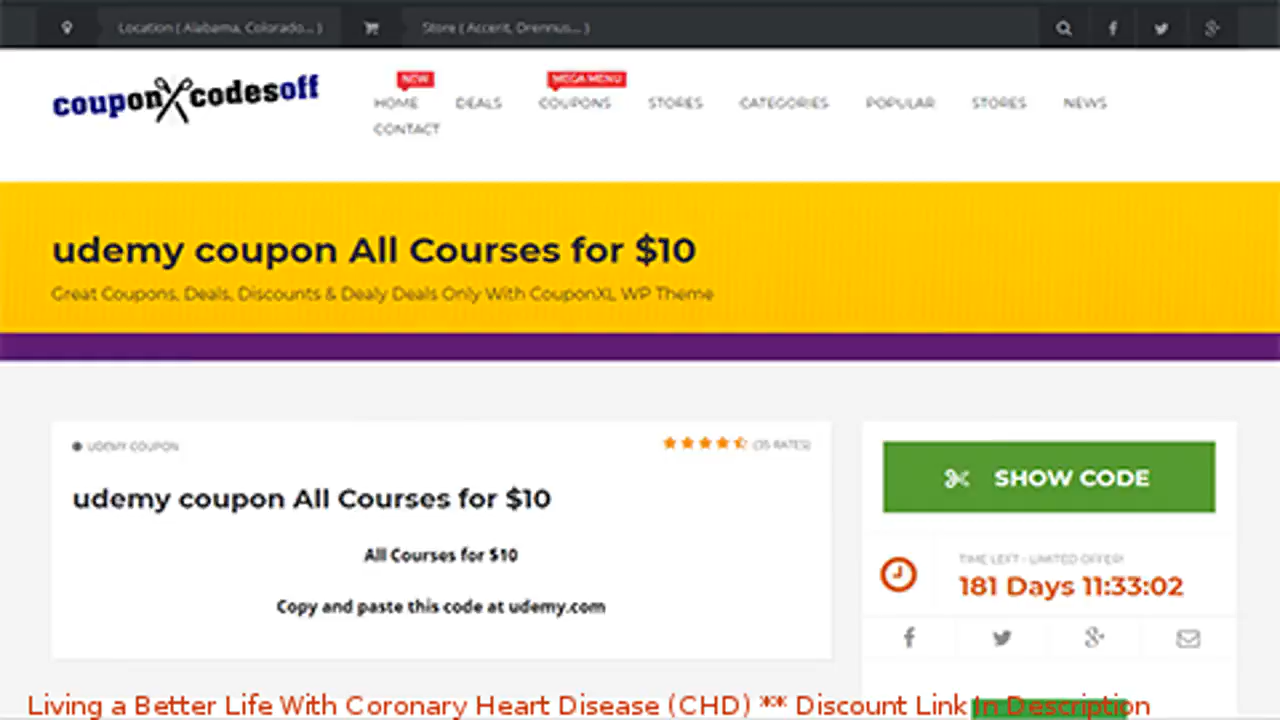 Location ( Alabama, Colorado... ) Store ( Accent, Drennus... )
NEW MEGA MENU
couponcodesoff HOME DEALS COUPONS STORES CATEGORIES POPULAR STORES NEWS
CONTACT
udemy coupon All Courses for $10
Great Coupons, Deals, Discounts & Dealy Deals Only With CouponXL WP Theme
UDEMY COUPON (35 RATES)
udemy coupon All Courses for $10
All Courses for $10
Copy and paste this code at udemy.com
SHOW CODE
TIME LEFT - LIMITED OFFER!
181 Days 11:33:02
Living a Better Life With Coronary Heart Disease (CHD) ** Discount Link In Description